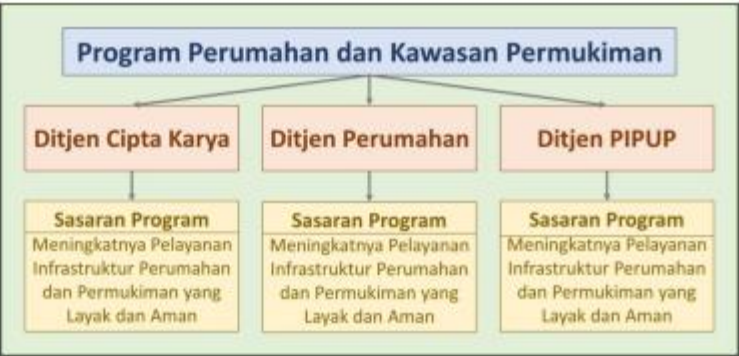 Program Perumahan dan Kawasan Permukiman
Ditjen Cipta Karya
Ditjen Perumahan
Ditjen PIPUP
Sasaran Program
Meningkatnya Pelayanan
Infrastruktur Perumahan
dan Permukiman yang
Layak dan Aman
Sasaran Program
Meningkatnya Pelayanan
Infrastruktur Perumahan
dan Permukiman yang
Layak dan Aman
Sasaran Program
Meningkatnya Pelayanan
Infrastruktur Perumahan
dan Permukiman yang
Layak dan Aman